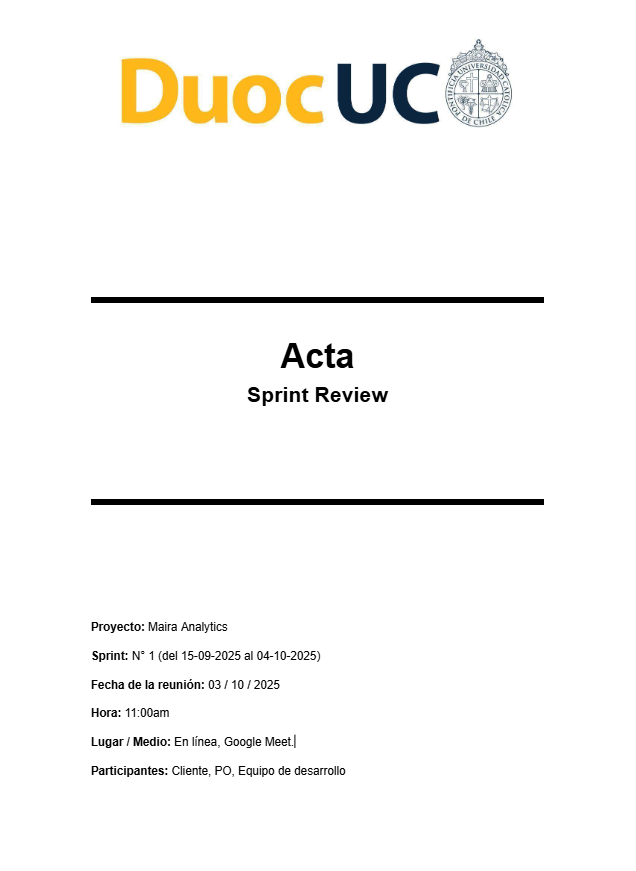 Duoc UC
PONTIFICIA UNIVERSIDAD CATOLICA DE CHILE
Acta
Sprint Review
Proyecto: Maira Analytics
Sprint: N° 1 (del 15-09-2025 al 04-10-2025)
Fecha de la reunión: 03 / 10 / 2025
Hora: 11:00am
Lugar / Medio: En línea, Google Meet.
Participantes: Cliente, PO, Equipo de desarrollo